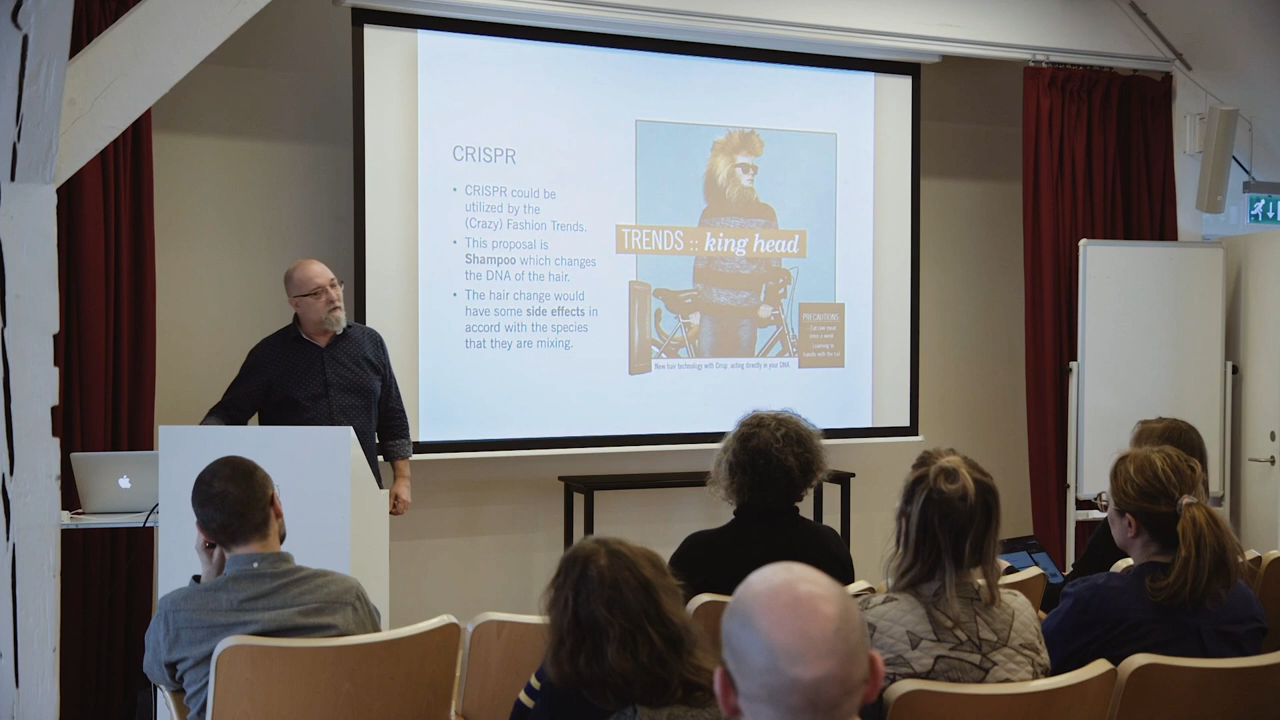 CRISPR
• CRISPR could be
utilized by the
(Crazy) Fashion Trends.
• This proposal is
Shampoo which changes
the DNA of the hair.
• The hair change would
have some side effects in
accord with the species
that they are mixing.
TRENDS :: king head
PRECAUTIONS
New hair technology with Crisp; acting directly in your DNA.